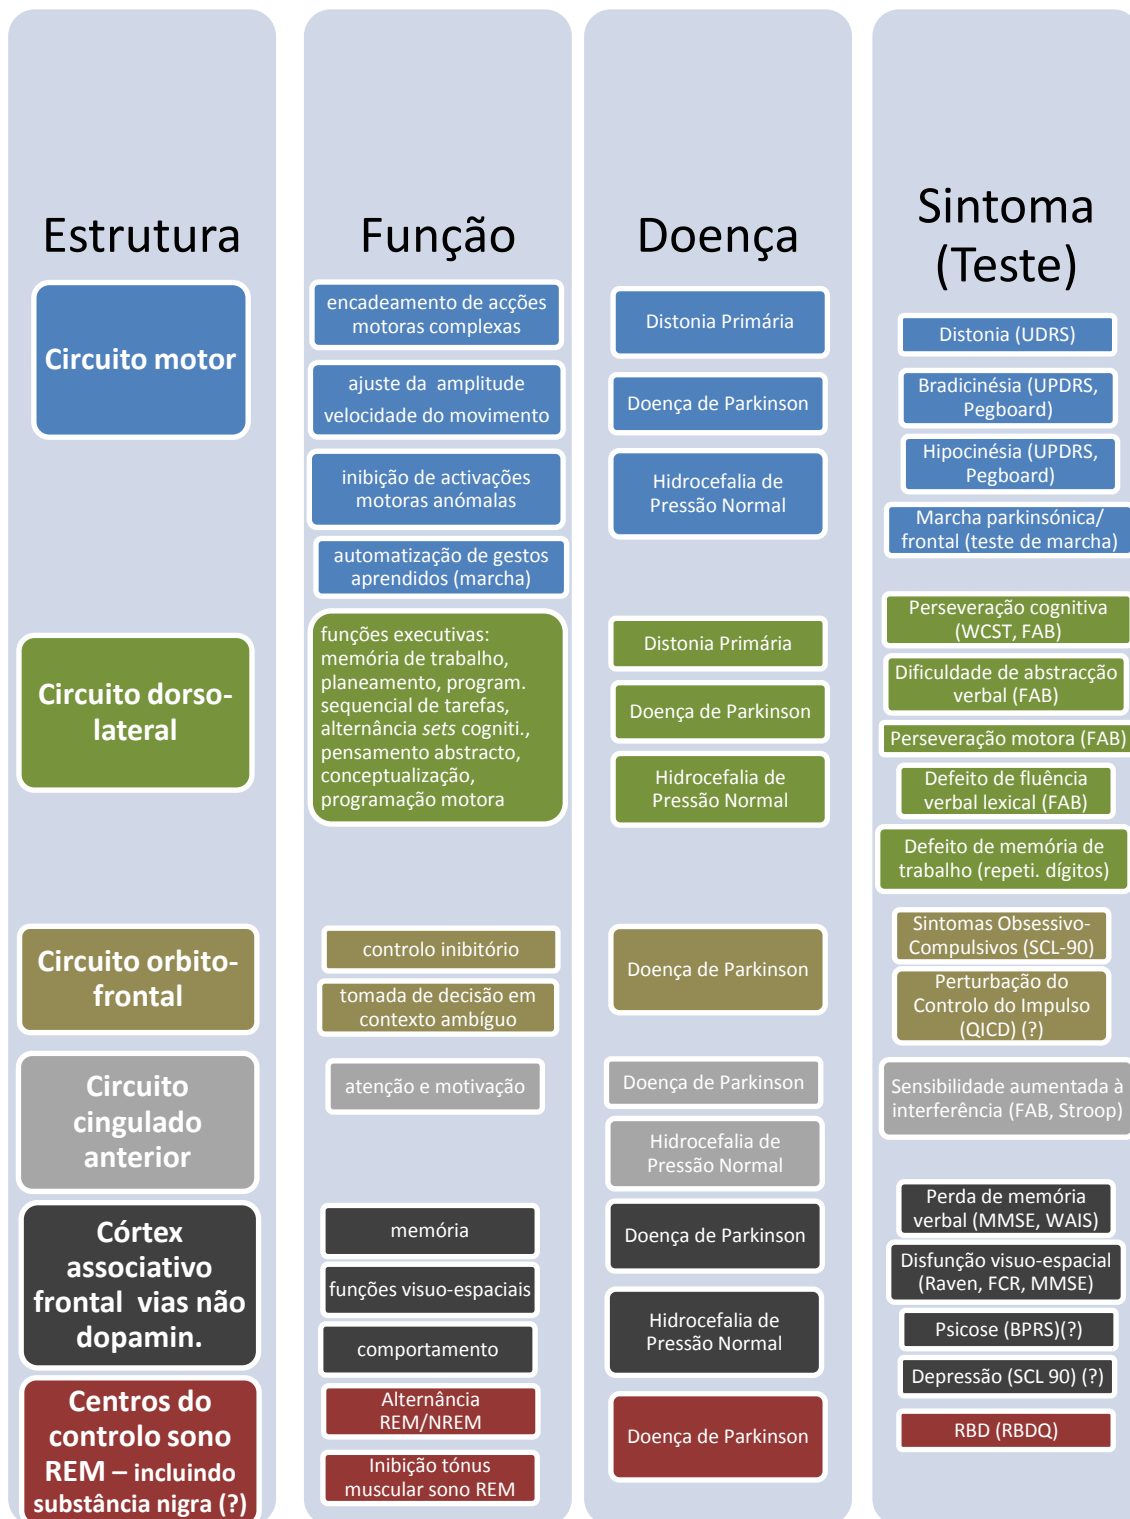 Estrutura
Circuito motor
Circuito dorso-
lateral
Circuito orbito-
frontal
Circuito
cingulado
anterior
Córtex
associativo
frontal vias não
dopamin.
Centros do
controlo sono
REM – incluindo
substância nigra (?)
Função
encadeamento de acções
motoras complexas
ajuste da amplitude
velocidade do movimento
inibição de activações
motoras anómalas
automatização de gestos
aprendidos (marcha)
funções executivas:
memória de trabalho,
planeamento, program.
sequencial de tarefas,
alternância sets cogniti.,
pensamento abstracto,
conceptualização,
programação motora
controlo inibitório
tomada de decisão em
contexto ambíguo
atenção e motivação
memória
funções visuo-espaciais
comportamento
Alternância
REM/NREM
Inibição tónus
muscular sono REM
Doença
Distonia Primária
Doença de Parkinson
Hidrocefalia de
Pressão Normal
Distonia Primária
Doença de Parkinson
Hidrocefalia de
Pressão Normal
Doença de Parkinson
Doença de Parkinson
Hidrocefalia de
Pressão Normal
Doença de Parkinson
Hidrocefalia de
Pressão Normal
Doença de Parkinson
Sintoma
(Teste)
Distonia (UDRS)
Bradicinésia (UPDRS,
Pegboard)
Hipocinésia (UPDRS,
Pegboard)
Marcha parkinsónica/
frontal (teste de marcha)
Perseveração cognitiva
(WCST, FAB)
Dificuldade de abstracção
verbal (FAB)
Perseveração motora (FAB)
Defeito de fluência
verbal lexical (FAB)
Defeito de memória de
trabalho (repeti. dígitos)
Sintomas Obsessivo-
Compulsivos (SCL-90)
Perturbação do
Controlo do Impulso
(QICD) (?)
Sensibilidade aumentada à
interferência (FAB, Stroop)
Perda de memória
verbal (MMSE, WAIS)
Disfunção visuo-espacial
(Raven, FCR, MMSE)
Psicose (BPRS)(?)
Depressão (SCL 90) (?)
RBD (RBDQ)